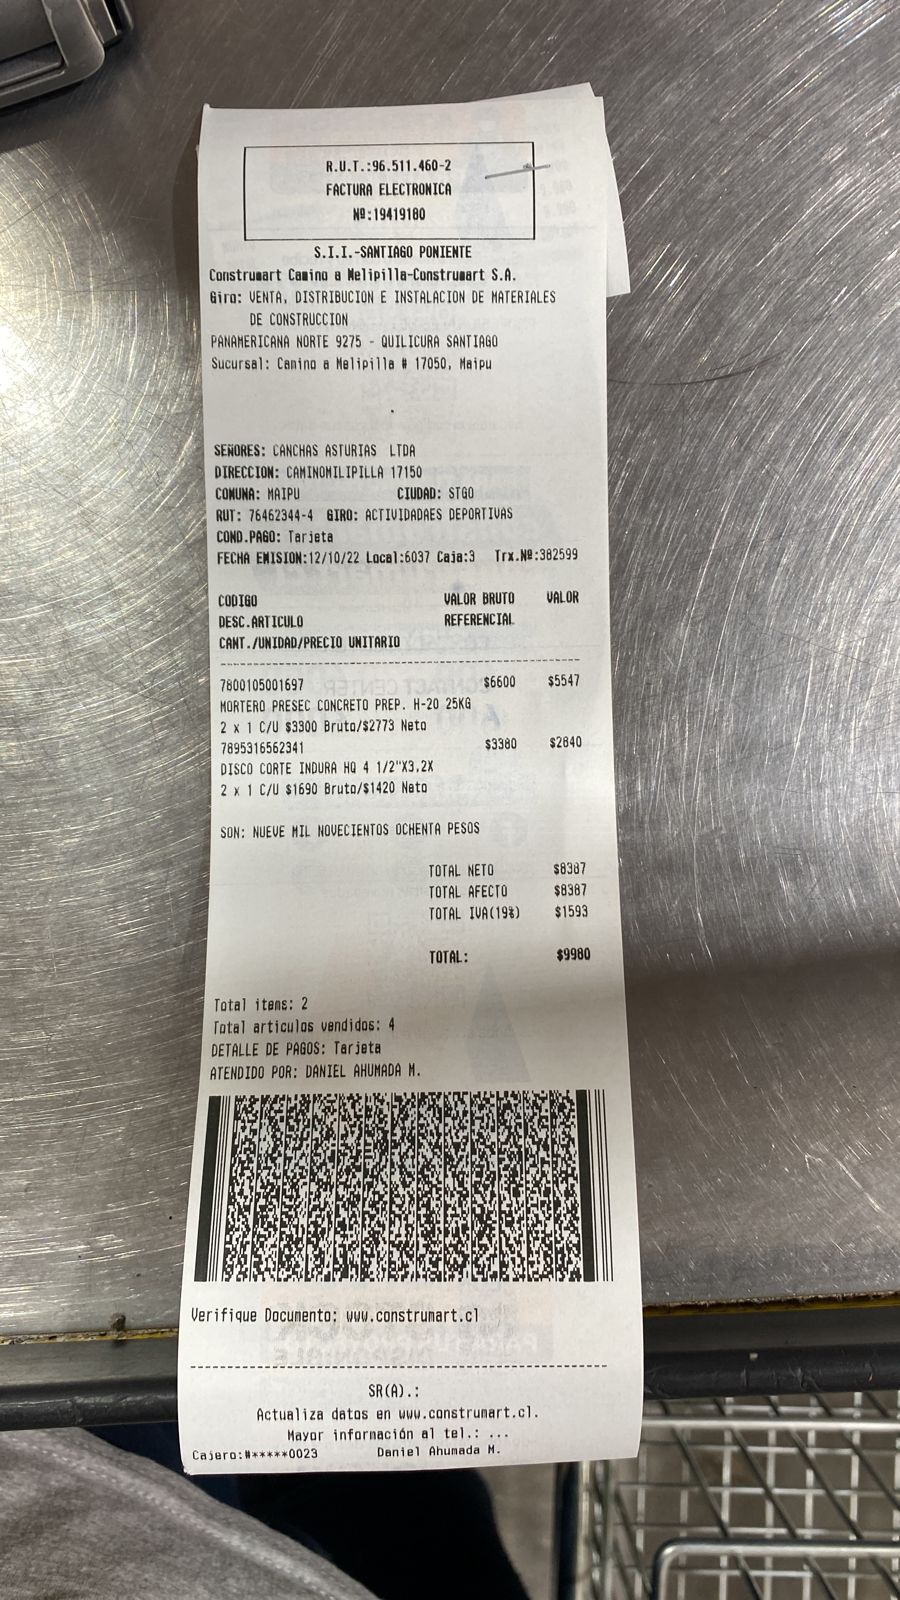 R.U.T.:96.511.460-2
FACTURA ELECTRONICA
Nº:19419180
S.I.I.-SANTIAGO PONIENTE
Construmart Camino a Melipilla-Construmart S.A.
Giro: VENTA, DISTRIBUCION E INSTALACION DE MATERIALES
DE CONSTRUCCION
PANAMERICANA NORTE 9275 - QUILICURA SANTIAGO
Sucursal: Camino a Melipilla # 17050, Maipu
SEÑORES: CANCHAS ASTURIAS LTDA
DIRECCION: CAMINOMILIPILLA 17150
COMUNA: MAIPU CIUDAD: STGO
RUT: 76462344-4 GIRO: ACTIVIDADAES DEPORTIVAS
COND.PAGO: Tarjeta
FECHA EMISION:12/10/22 Local:6037 Caja:3 Trx.Nº:382599
CODIGO VALOR BRUTO VALOR
DESC.ARTICULO REFERENCIAL
CANT./UNIDAD/PRECIO UNITARIO
7800105001697 $6600 $5547
MORTERO PRESEC CONCRETO PREP. H-20 25KG
2 x 1 C/U $3300 Bruto/$2773 Neto
7895316562341 $3380 $2840
DISCO CORTE INDURA HQ 4 1/2"X3.2X
2 x 1 C/U $1690 Bruto/$1420 Neto
SON: NUEVE MIL NOVECIENTOS OCHENTA PESOS
TOTAL NETO $8387
TOTAL AFECTO $8387
TOTAL IVA(19%) $1593
TOTAL: $9980
Total items: 2
Total articulos vendidos: 4
DETALLE DE PAGOS: Tarjeta
ATENDIDO POR: DANIEL AHUMADA M.
Verifique Documento: www.construmart.cl
SR(A).:
Actualiza datos en www.construmart.cl.
Mayor información al tel.: ...
Cajero:#*****0023 Daniel Ahumada M.